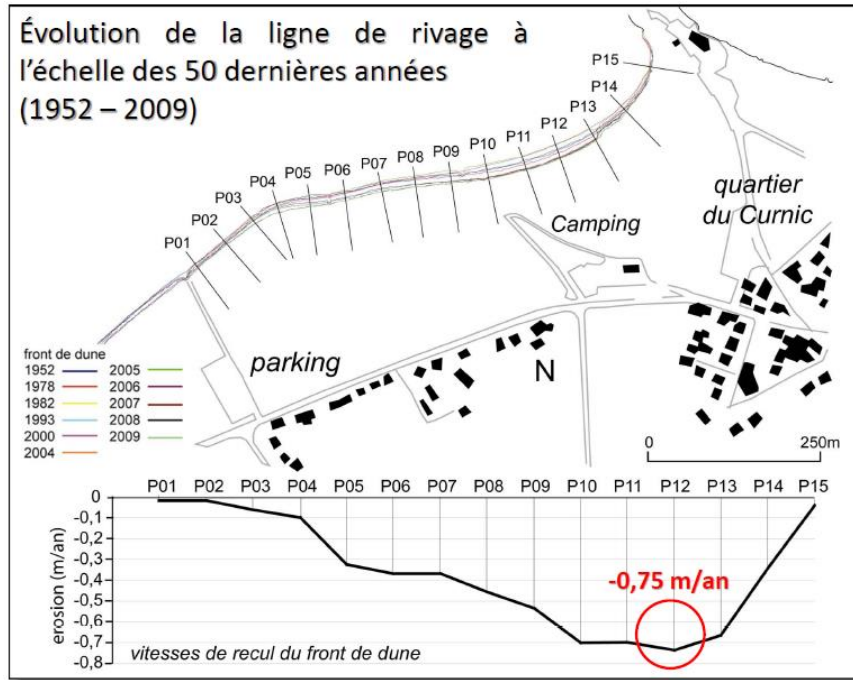 Évolution de la ligne de rivage à
l’échelle des 50 dernières années
(1952 – 2009)
P15
P14
P13
P12
P11
P10
P09
P08
P07
P06
P05
P04
P03
P02
P01
quartier
du Curnic
Camping
parking
N
front de dune
1952 2005
1978 2006
1982 2007
1993 2008
2000 2009
2004
0 250m
P01 P02 P03 P04 P05 P06 P07 P08 P09 P10 P11 P12 P13 P14 P15
0
-0,1
-0,2
-0,3
-0,4
-0,5
-0,6
-0,7
-0,8
erosion (m/an)
-0,75 m/an
vitesses de recul du front de dune